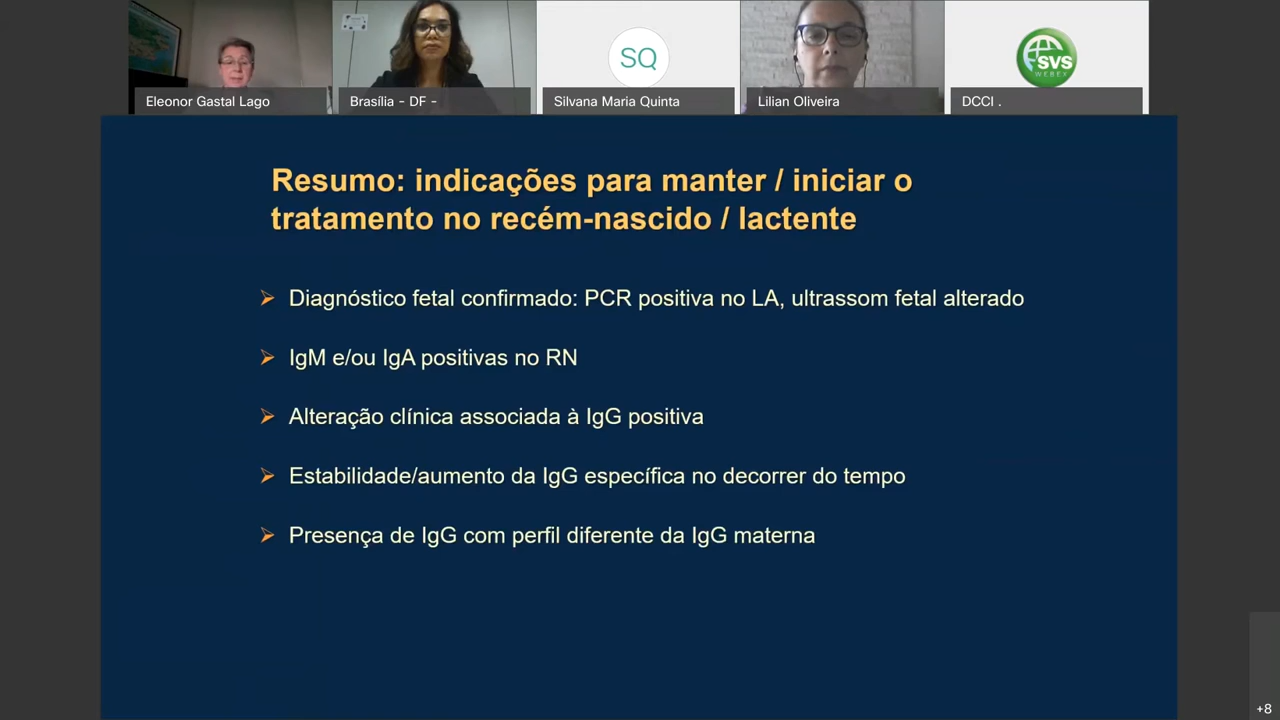 SQ
SVS
WEBEX
Eleonor Gastal Lago
Brasília - DF -
Silvana Maria Quinta
Lilian Oliveira
DCCI .
Resumo: indicações para manter / iniciar o
tratamento no recém-nascido / lactente
Diagnóstico fetal confirmado: PCR positiva no LA, ultrassom fetal alterado
IgM e/ou IgA positivas no RN
Alteração clínica associada à IgG positiva
Estabilidade/aumento da IgG específica no decorrer do tempo
Presença de IgG com perfil diferente da IgG materna
+8